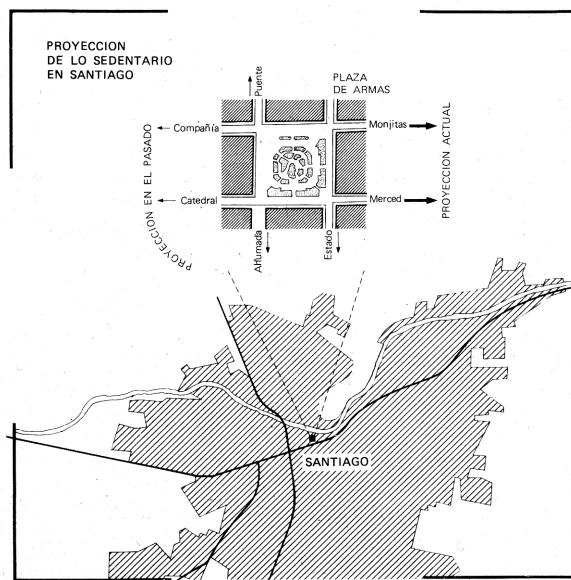 PROYECCION
DE LO SEDENTARIO
EN SANTIAGO
Puente
PLAZA
DE ARMAS
Compañía
Monjitas
Catedral
Merced
PROYECCION EN EL PASADO
PROYECCION ACTUAL
Ahumada
Estado
SANTIAGO